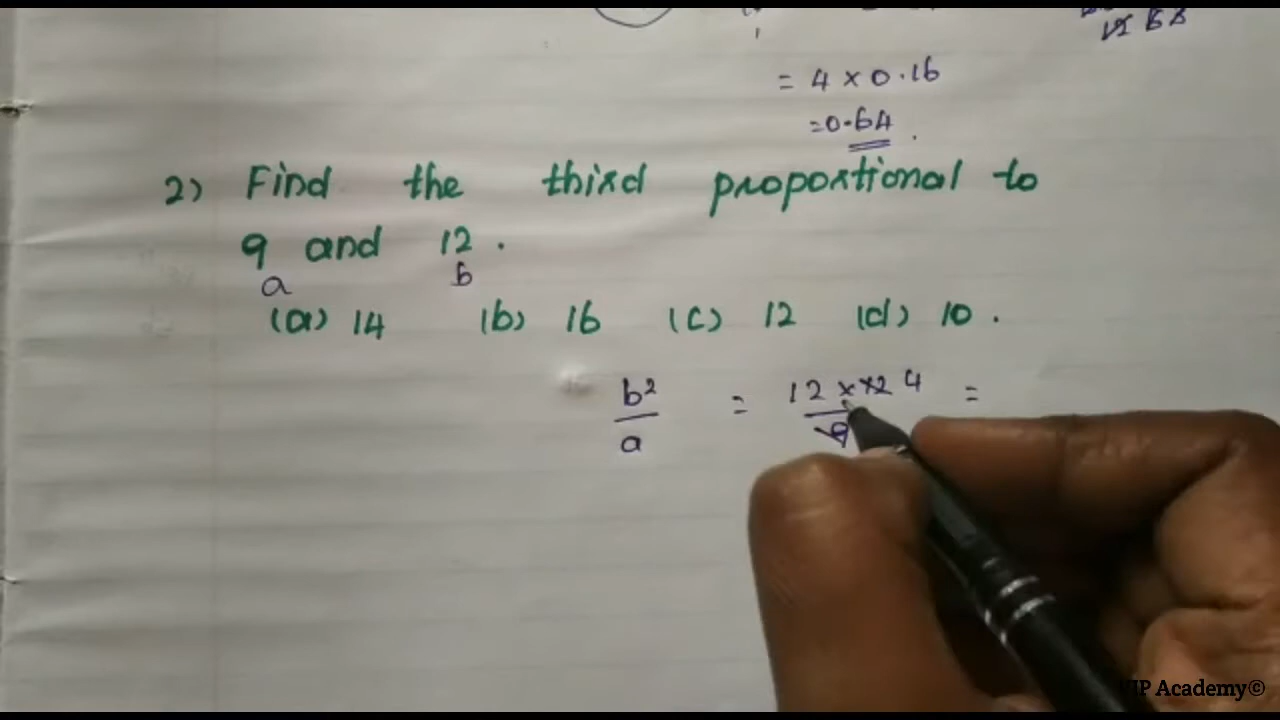 = 4 × 0.16
=0.64 .
2) Find the third proportional to
9 and 12 .
a b
(a) 14 (b) 16 (c) 12 (d) 10 .
b² = 12 × 12 4 =
a 9
VIP Academy©